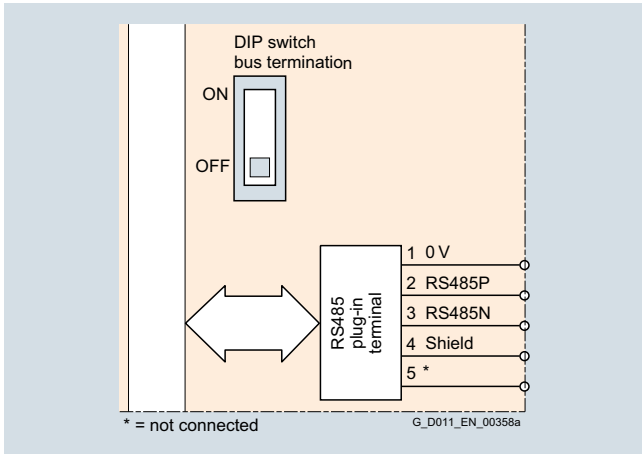 DIP switch
bus termination
ON
OFF
RS485
plug-in
terminal
1 0 V
2 RS485P
3 RS485N
4 Shield
5 *
* = not connected
G_D011_EN_00358a